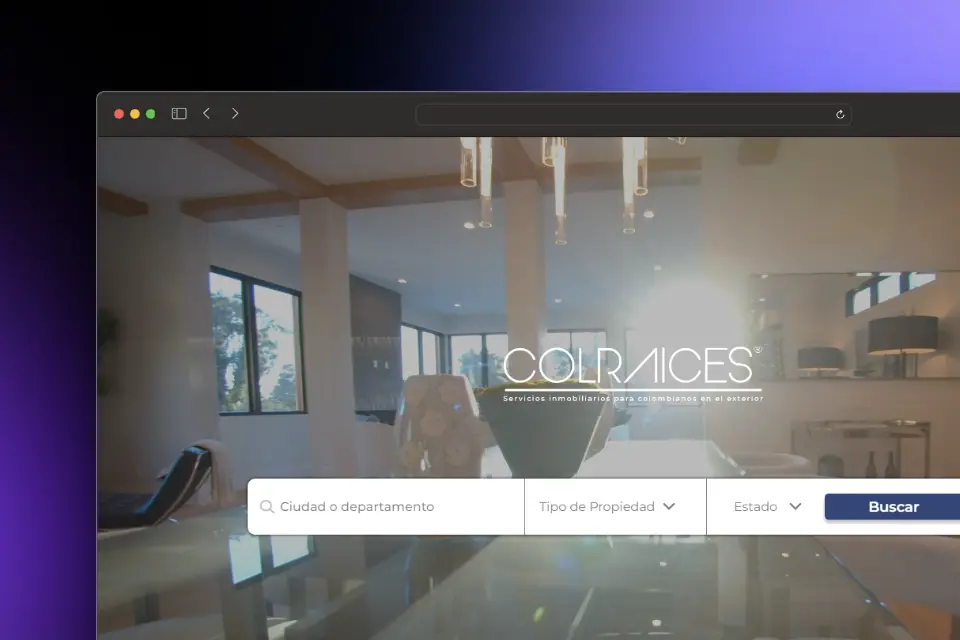 COLRAICES®
Servicios inmobiliarios para colombianos en el exterior
Ciudad o departamento
Tipo de Propiedad
Estado
Buscar